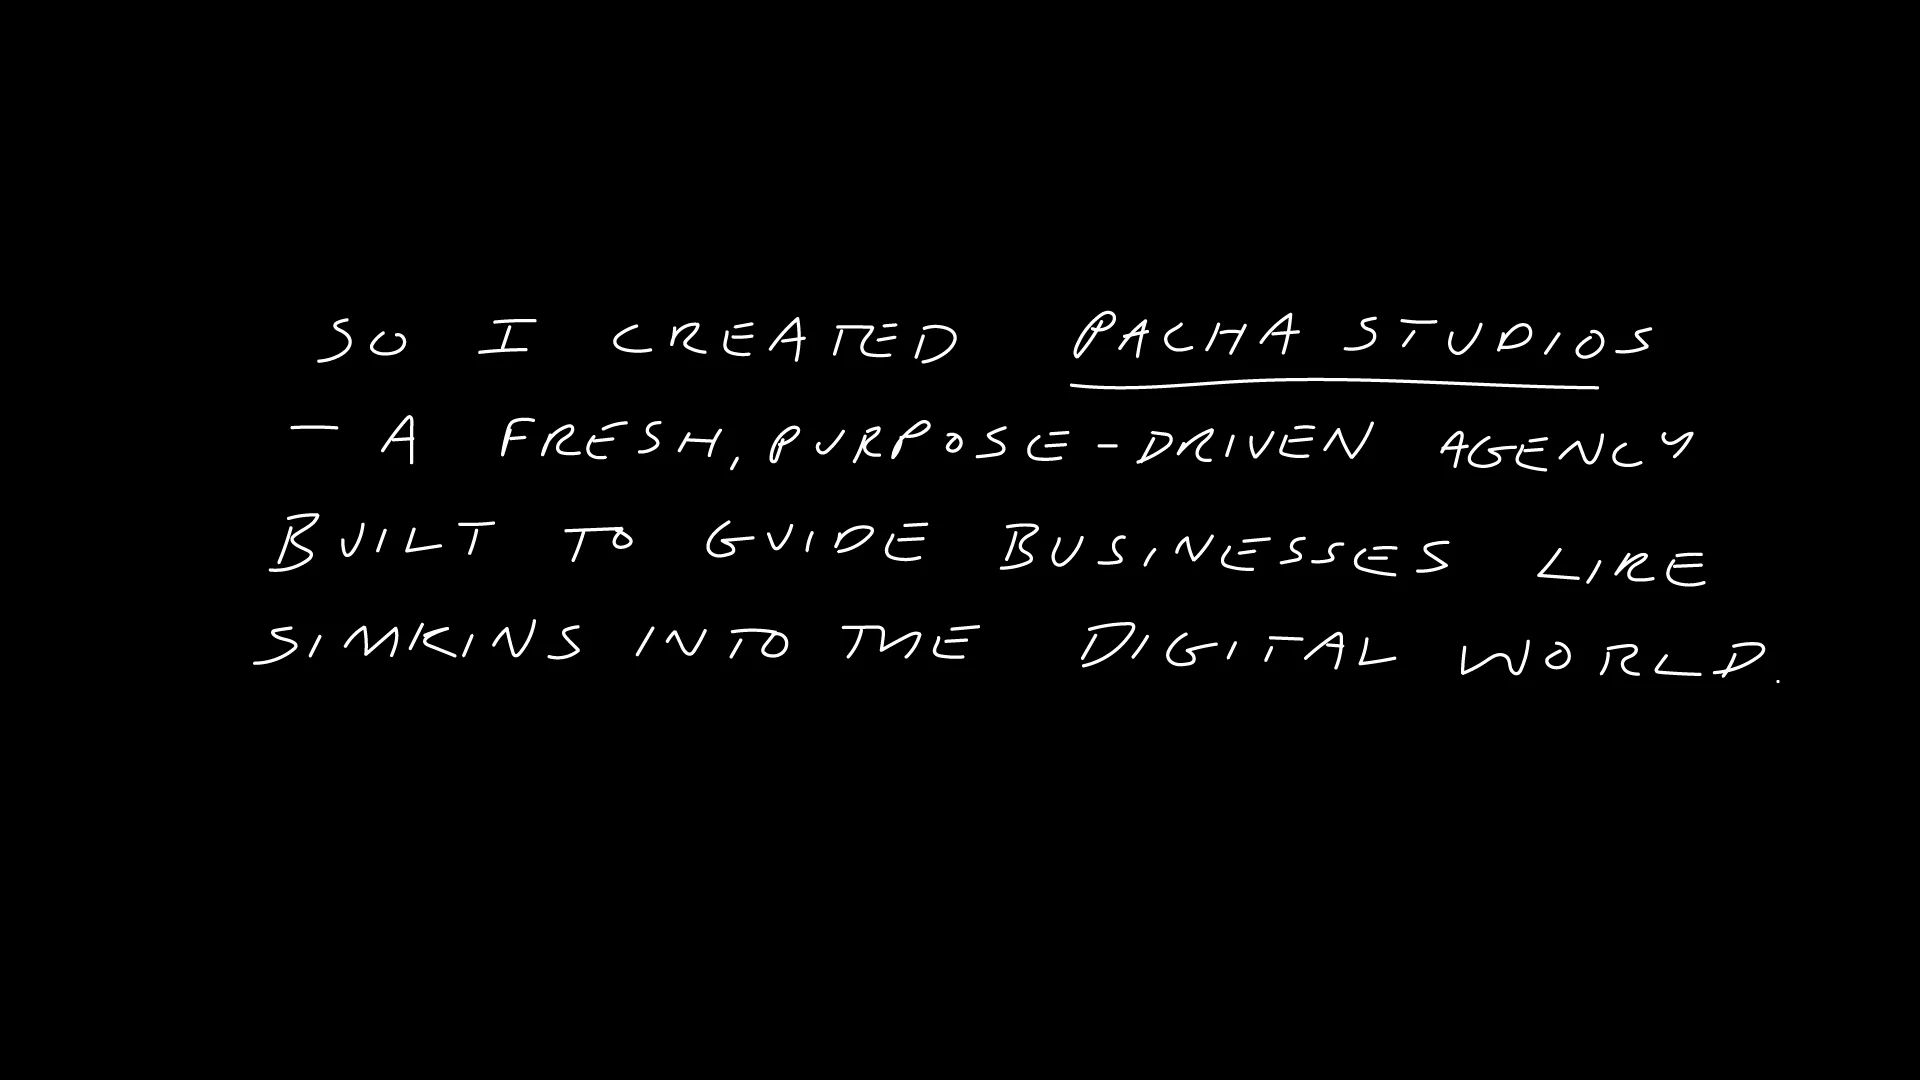 SO I CREATED PACHA STUDIOS
- A FRESH, PURPOSE-DRIVEN AGENCY
BUILT TO GUIDE BUSINESSES LIKE
SIMKINS INTO THE DIGITAL WORLD.